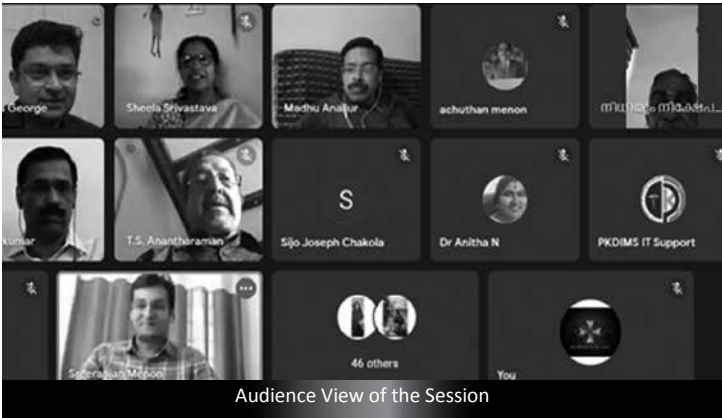 s George
Sheela Srivastava
Madhu Anallur
achuthan menon
നിധിയും നിക്ഷേപ...
kumar
T.S. Anantharaman
S
Sijo Joseph Chakola
Dr Anitha N
PKDIMS IT Support
Sreeranjan Menon
46 others
You
Audience View of the Session